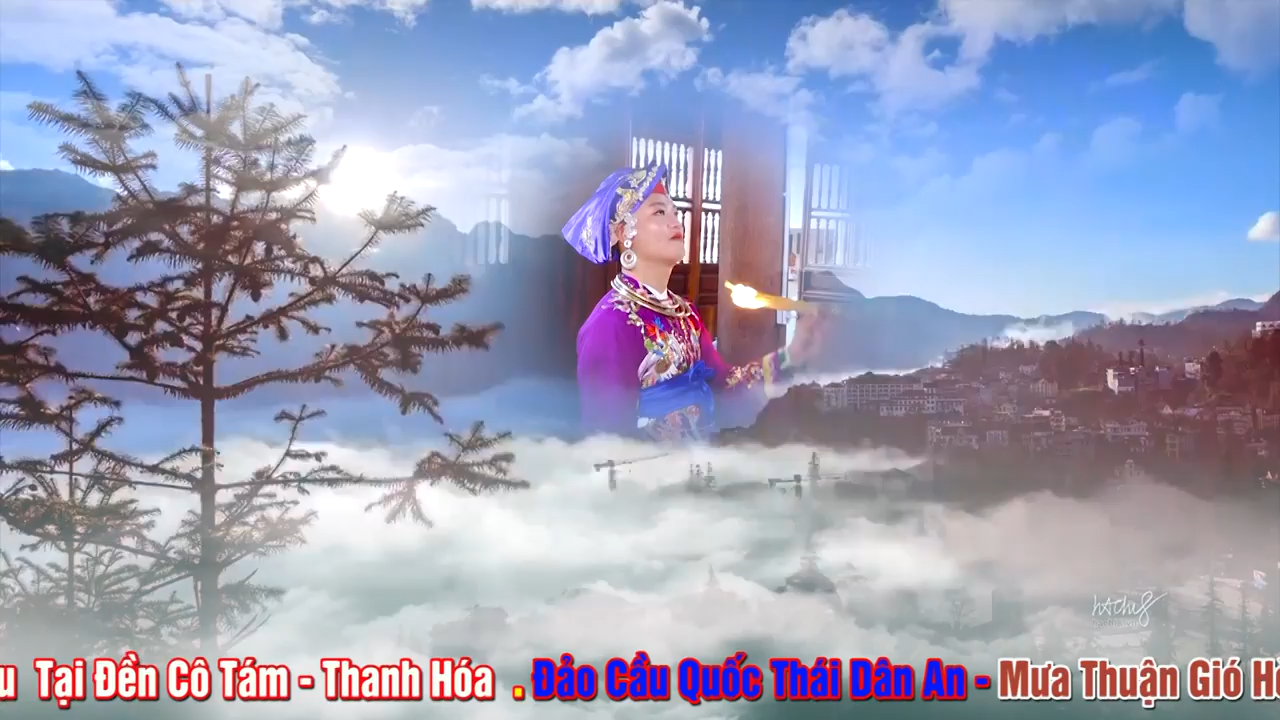 Tại Đền Cô Tám - Thanh Hóa . Đảo Cầu Quốc Thái Dân An - Mưa Thuận Gió